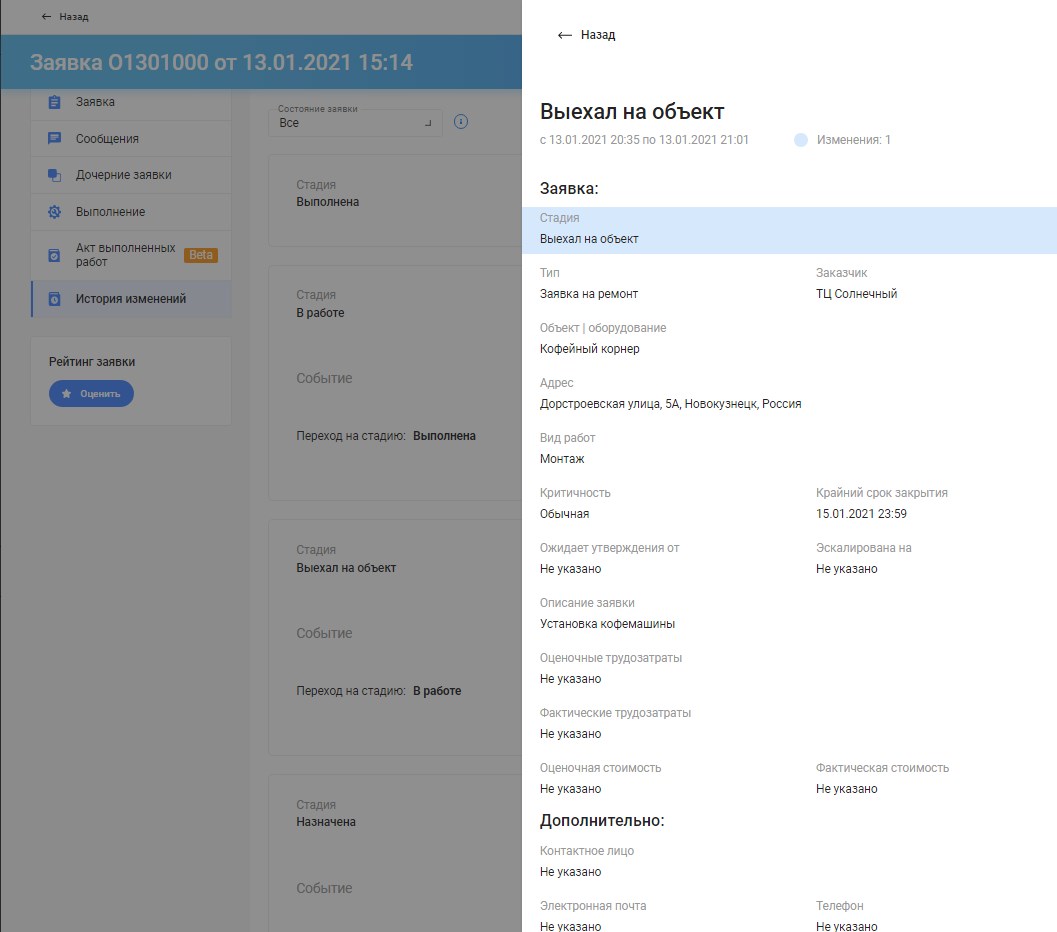 Назад
Заявка О1301000 от 13.01.2021 15:14
Заявка
Сообщения
Дочерние заявки
Выполнение
Акт выполненных
работ
Beta
История изменений
Рейтинг заявки
Оценить
Состояние заявки
Все
Стадия
Выполнена
Стадия
В работе
Событие
Переход на стадию: Выполнена
Стадия
Выехал на объект
Событие
Переход на стадию: В работе
Стадия
Назначена
Событие
Назад
Выехал на объект
с 13.01.2021 20:35 по 13.01.2021 21:01
Изменения: 1
Заявка:
Стадия
Выехал на объект
Тип
Заказчик
Заявка на ремонт
ТЦ Солнечный
Объект | оборудование
Кофейный корнер
Адрес
Дорстроевская улица, 5А, Новокузнецк, Россия
Вид работ
Монтаж
Критичность
Крайний срок закрытия
Обычная
15.01.2021 23:59
Ожидает утверждения от
Эскалирована на
Не указано
Не указано
Описание заявки
Установка кофемашины
Оценочные трудозатраты
Не указано
Фактические трудозатраты
Не указано
Оценочная стоимость
Фактическая стоимость
Не указано
Не указано
Дополнительно:
Контактное лицо
Не указано
Электронная почта
Телефон
Не указано
Не указано